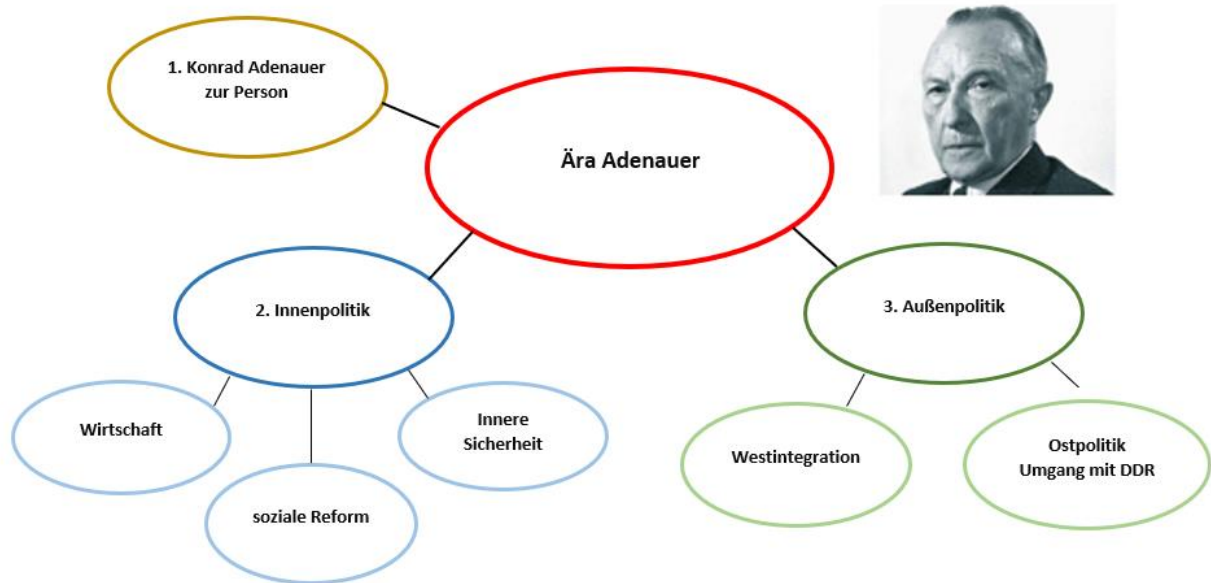 1. Konrad Adenauer
zur Person
Ära Adenauer
2. Innenpolitik
3. Außenpolitik
Wirtschaft
Innere
Sicherheit
soziale Reform
Westintegration
Ostpolitik
Umgang mit DDR